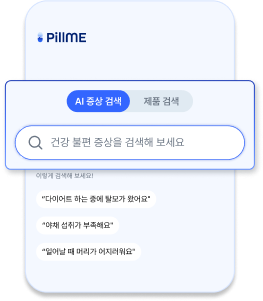 PillME
AI 증상 검색
제품 검색
건강 불편 증상을 검색해 보세요
이렇게 검색해 보세요!
"다이어트 하는 중에 탈모가 왔어요"
"야채 섭취가 부족해요"
"일어날 때 머리가 어지러워요"